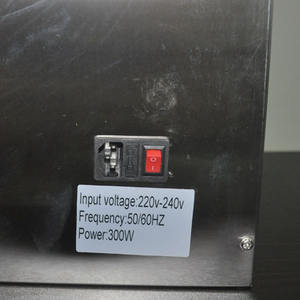 Input voltage:220v-240v
Frequency:50/60HZ
Power:300W